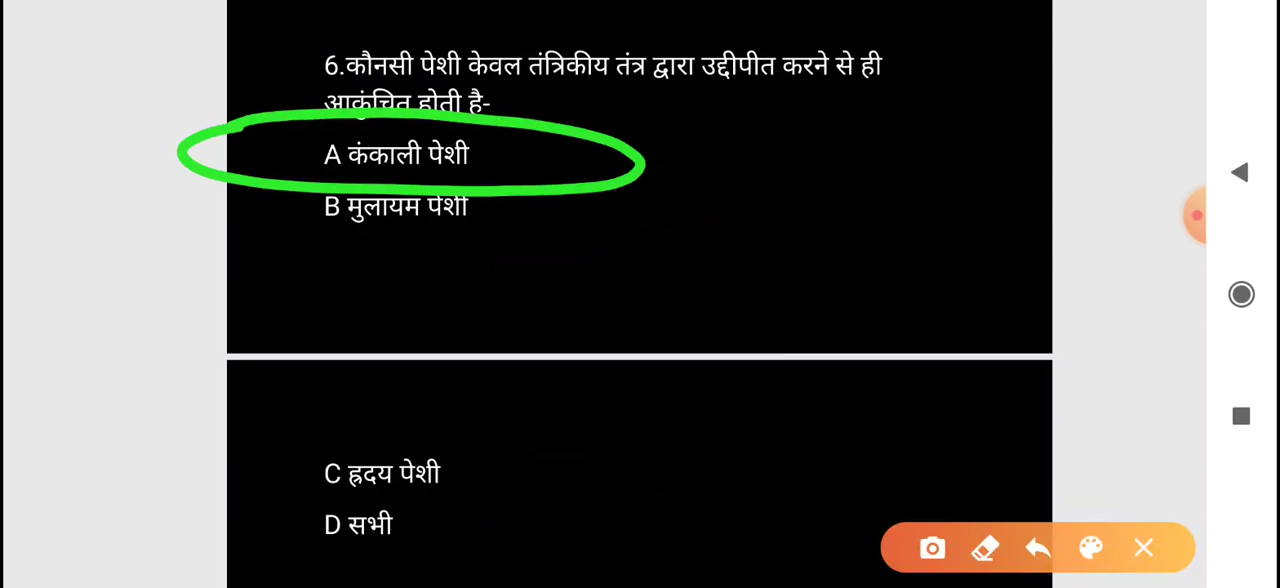 6.कौनसी पेशी केवल तंत्रिकीय तंत्र द्वारा उद्दीपीत करने से ही
आकुंचित होती है-
A कंकाली पेशी
B मुलायम पेशी
C ह्रदय पेशी
D सभी